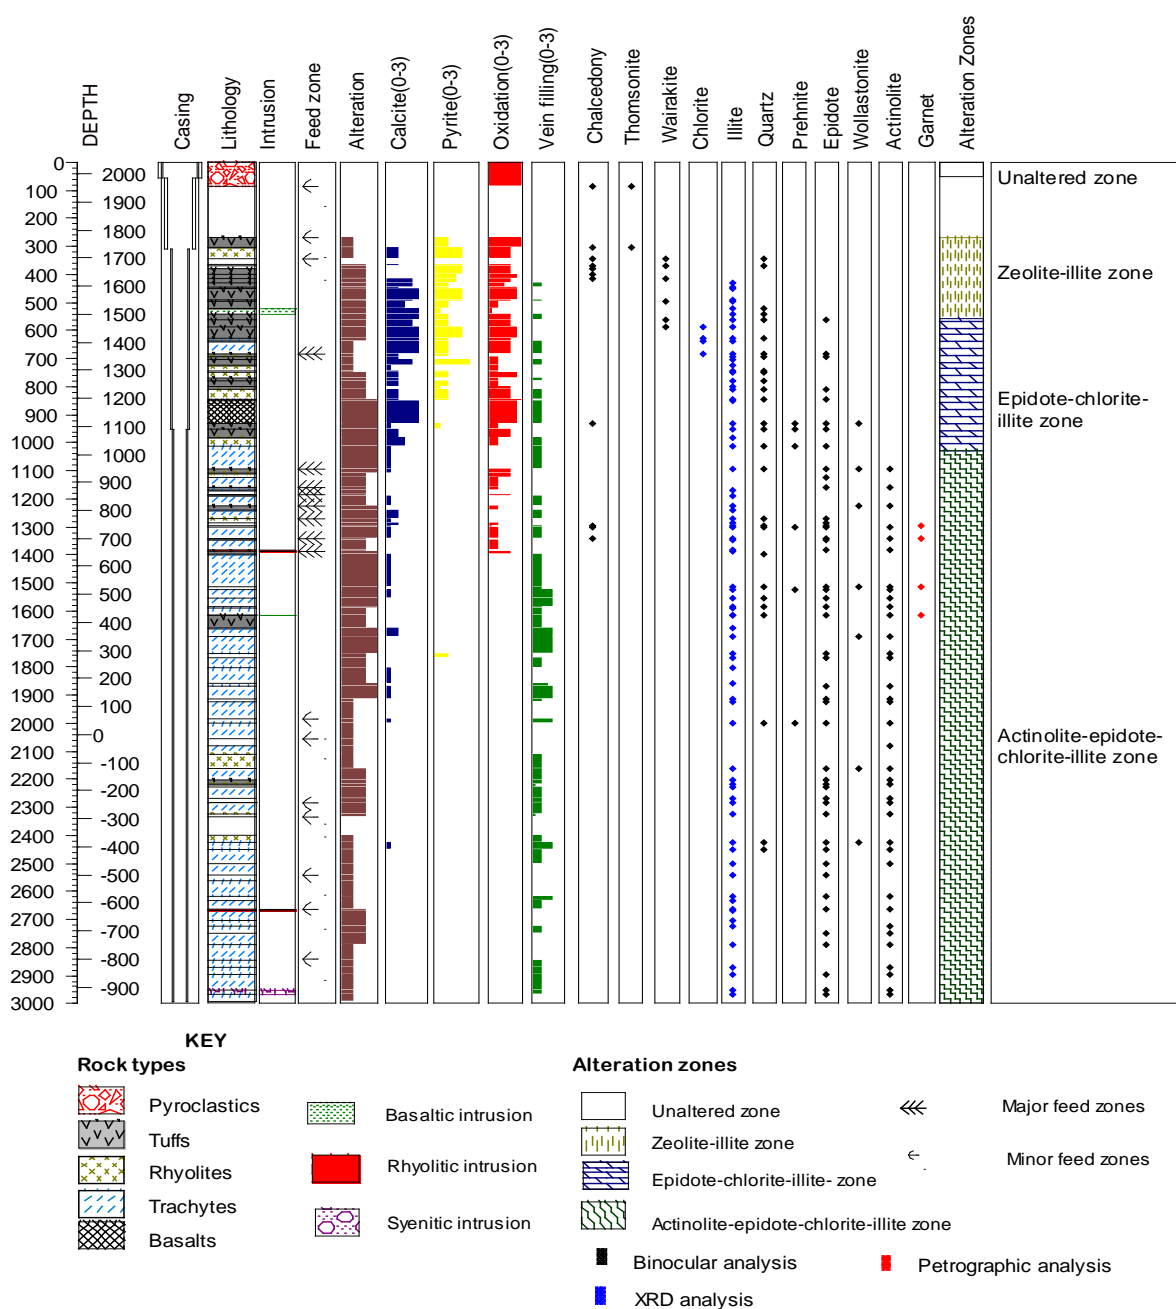 DEPTH
Casing
Lithology
Intrusion
Feed zone
Alteration
Calcite(0-3)
Pyrite(0-3)
Oxidation(0-3)
Vein filling(0-3)
Chalcedony
Thomsonite
Wairakite
Chlorite
Illite
Quartz
Prehnite
Epidote
Wollastonite
Actinolite
Garnet
Alteration Zones
0
100
200
300
400
500
600
700
800
900
1000
1100
1200
1300
1400
1500
1600
1700
1800
1900
2000
2100
2200
2300
2400
2500
2600
2700
2800
2900
3000
2000
1900
1800
1700
1600
1500
1400
1300
1200
1100
1000
900
800
700
600
500
400
300
200
100
0
-100
-200
-300
-400
-500
-600
-700
-800
-900
Unaltered zone
Zeolite-illite zone
Epidote-chlorite-
illite zone
Actinolite-epidote-
chlorite-illite zone
KEY
Rock types
Pyroclastics
Tuffs
Rhyolites
Trachytes
Basalts
Basaltic intrusion
Rhyolitic intrusion
Syenitic intrusion
Alteration zones
Unaltered zone
Zeolite-illite zone
Epidote-chlorite-illite- zone
Actinolite-epidote-chlorite-illite zone
Major feed zones
Minor feed zones
Binocular analysis
Petrographic analysis
XRD analysis